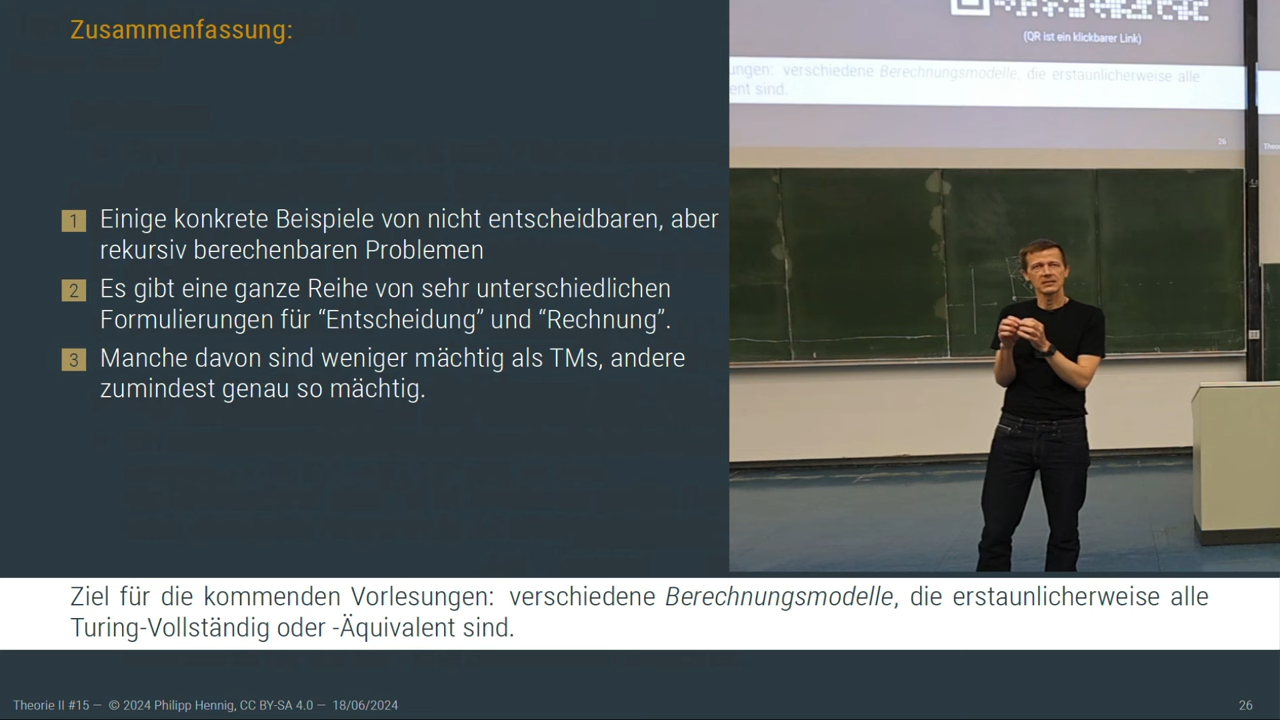 Zusammenfassung:
1 Einige konkrete Beispiele von nicht entscheidbaren, aber
rekursiv berechenbaren Problemen
2 Es gibt eine ganze Reihe von sehr unterschiedlichen
Formulierungen für “Entscheidung” und “Rechnung”.
3 Manche davon sind weniger mächtig als TMs, andere
zumindest genau so mächtig.
(QR ist ein klickbarer Link)
ungen: verschiedene Berechnungsmodelle, die erstaunlicherweise alle
ent sind.
26
Ziel für die kommenden Vorlesungen: verschiedene Berechnungsmodelle, die erstaunlicherweise alle
Turing-Vollständig oder -Äquivalent sind.
Theorie II #15 — © 2024 Philipp Hennig, CC BY-SA 4.0 — 18/06/2024
26